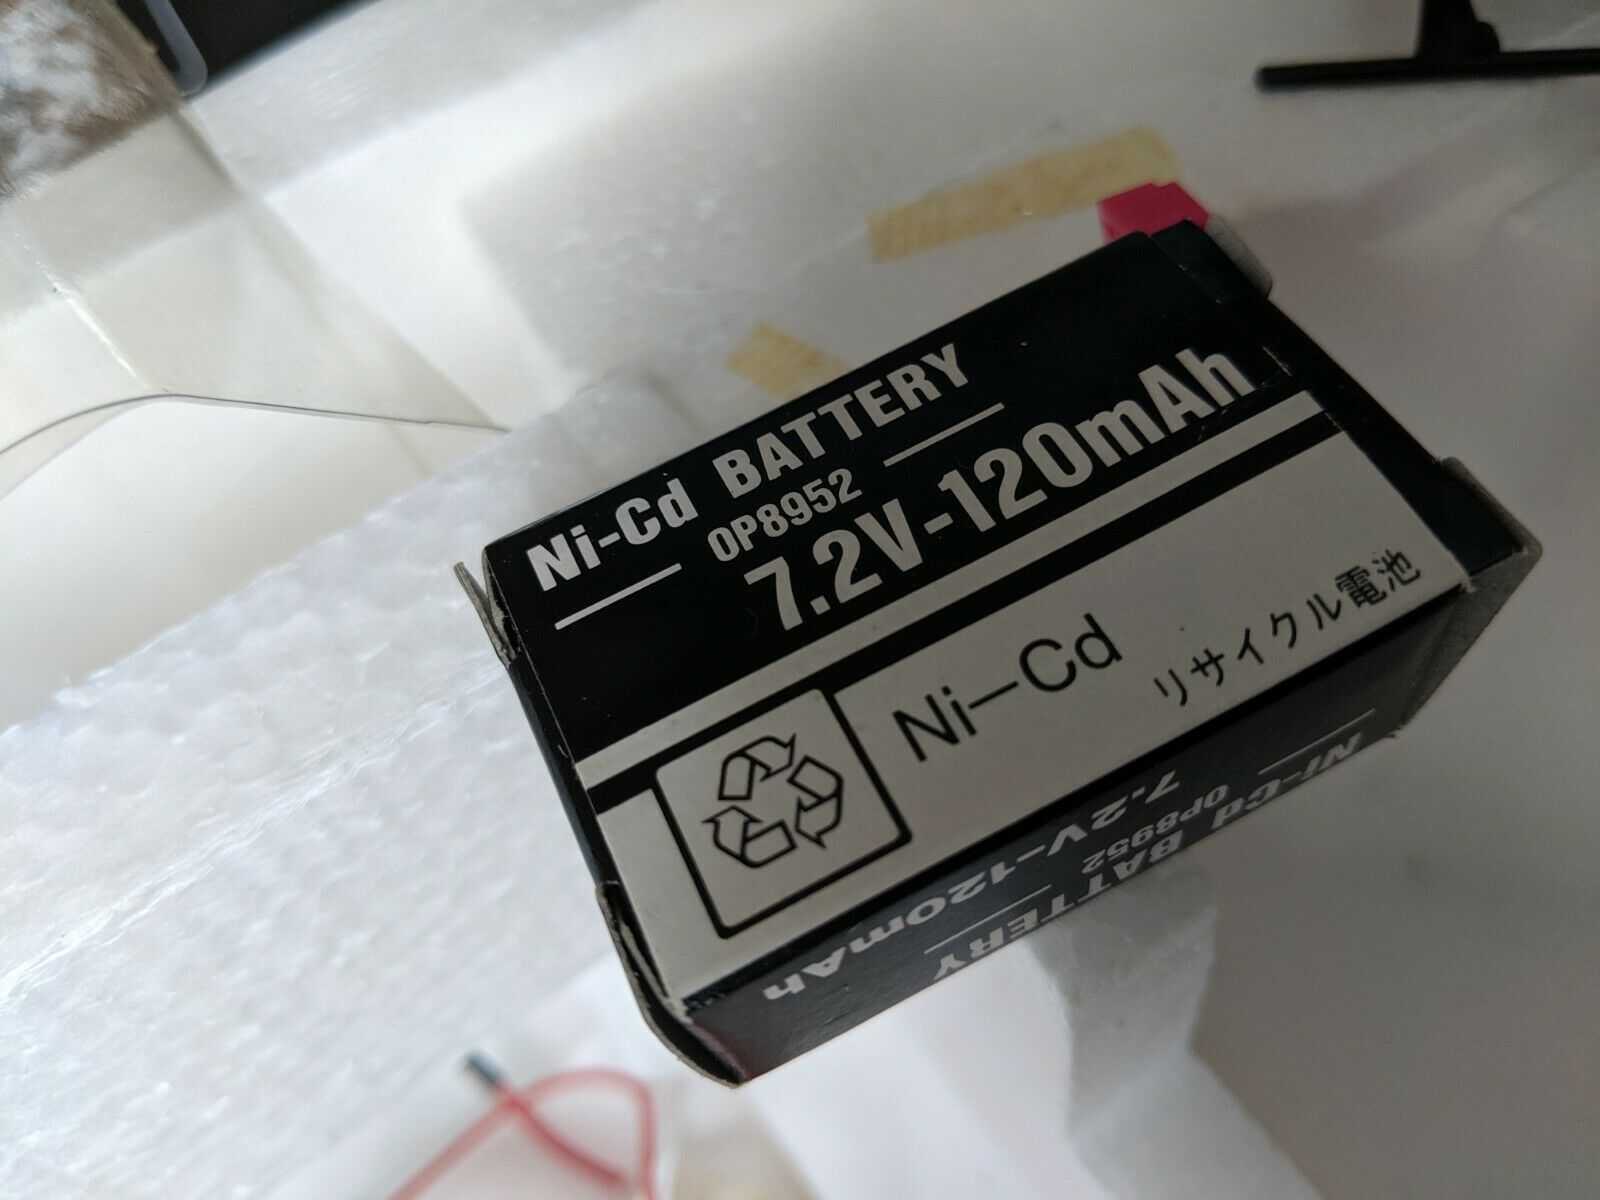 Ni-Cd BATTERY
OP8952
7.2V-120mAh
Ni-Cd
リサイクル電池
Ni-Cd BATTERY
OP8952
7.2V-120mAh